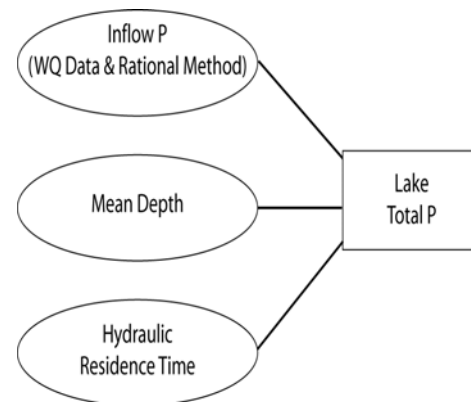 Inflow P
(WQ Data & Rational Method)
Mean Depth
Lake
Total P
Hydraulic
Residence Time